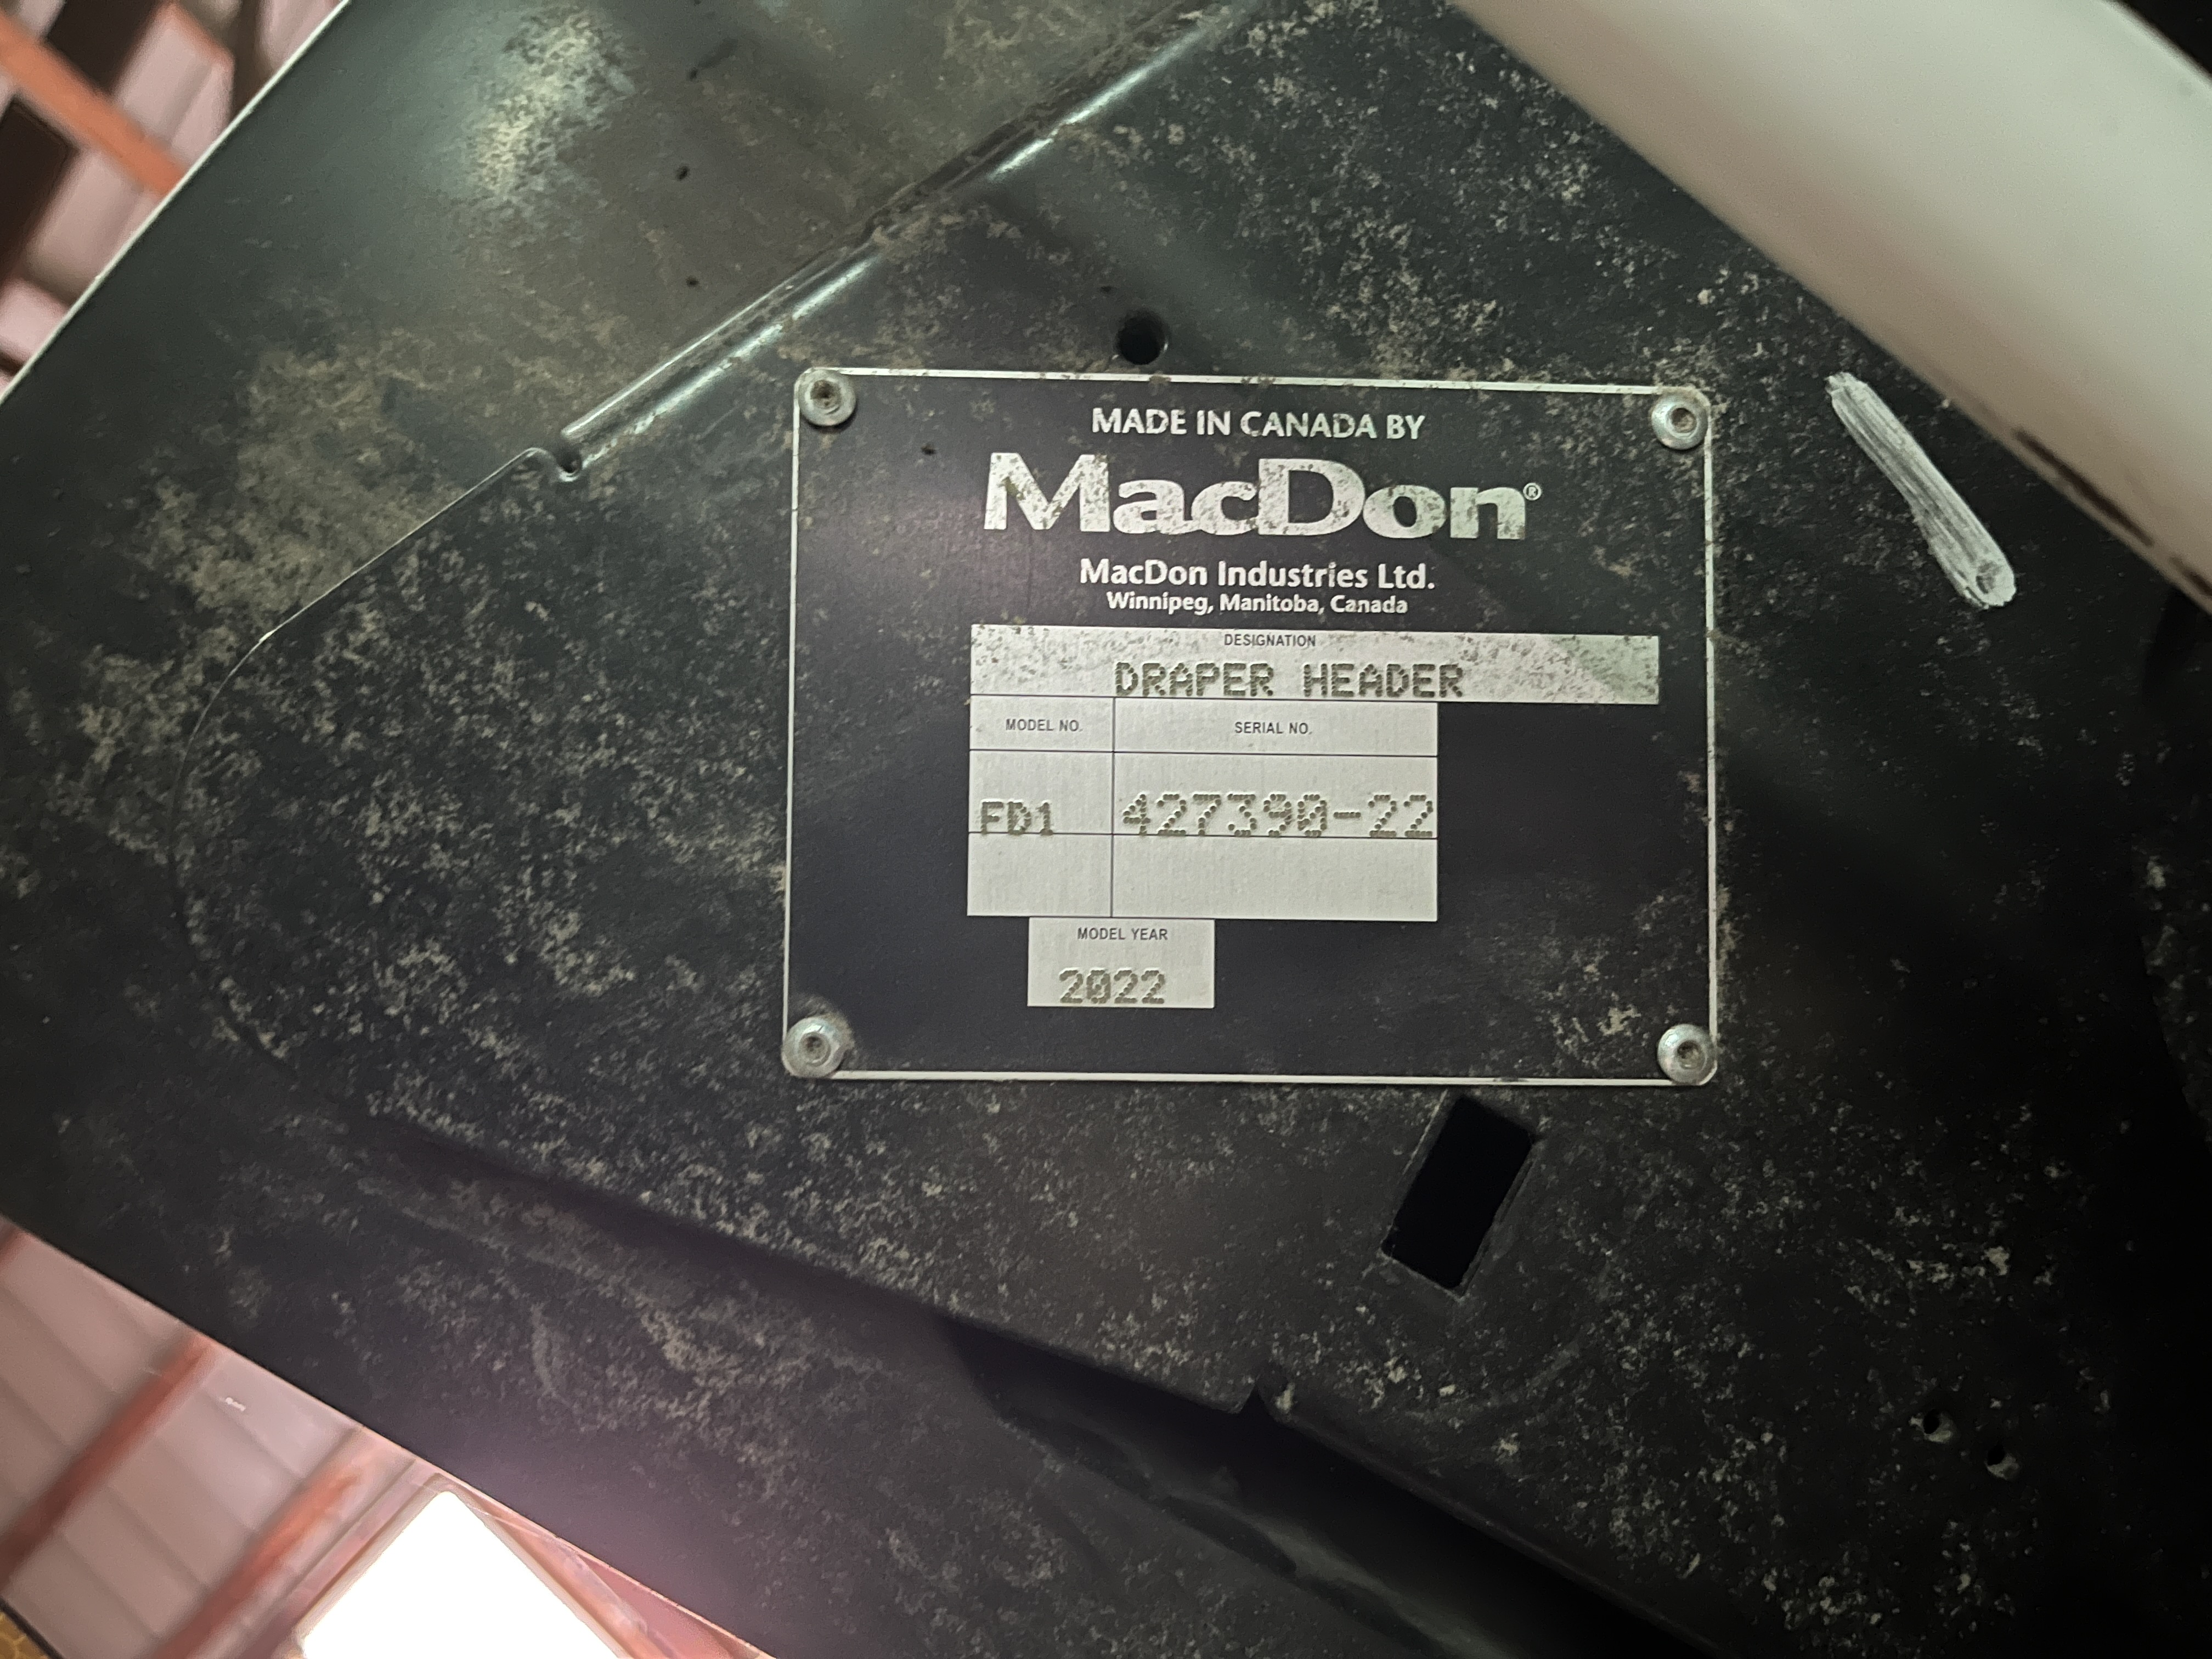 MADE IN CANADA BY
MacDon®
MacDon Industries Ltd.
Winnipeg, Manitoba, Canada
DESIGNATION
DRAPER HEADER
MODEL NO. SERIAL NO.
FD1 427390-22
MODEL YEAR
2022